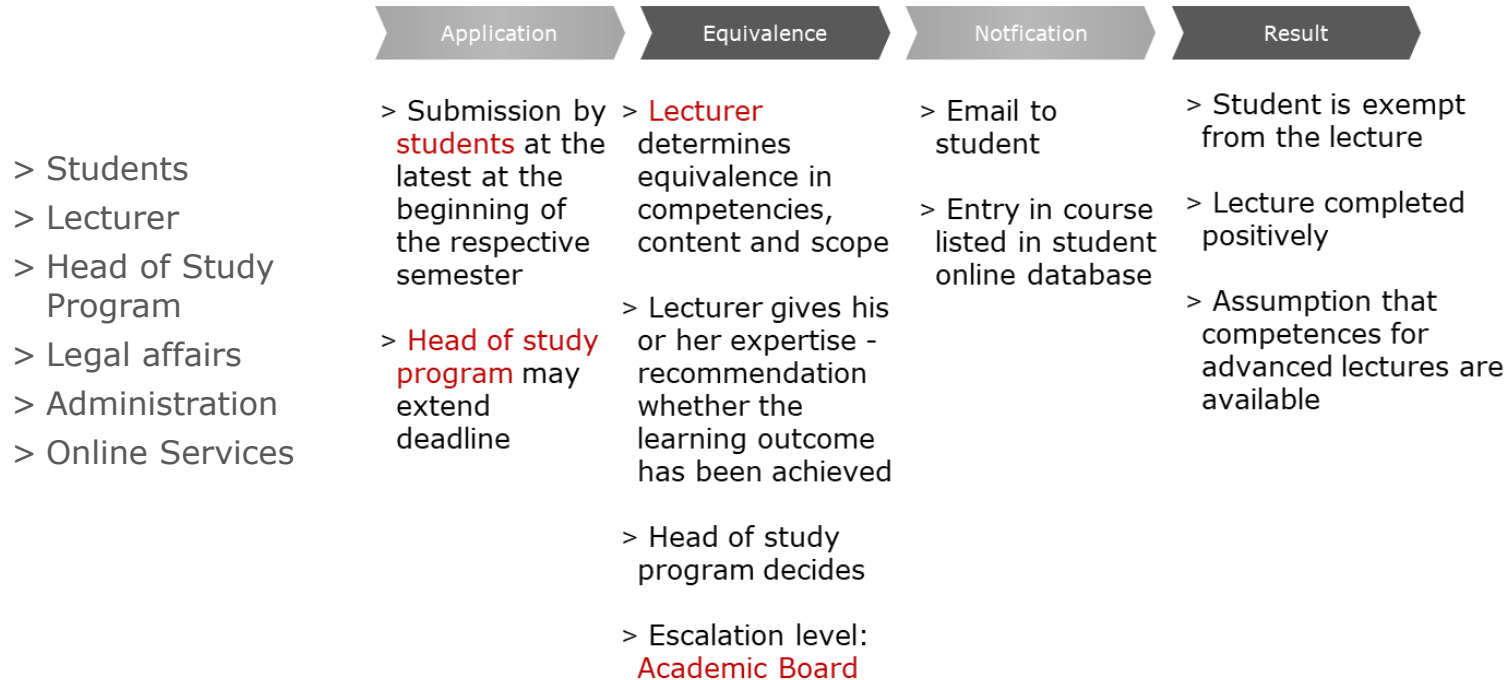 Application
Equivalence
Notfication
Result
> Students
> Lecturer
> Head of Study
Program
> Legal affairs
> Administration
> Online Services
> Submission by
students at the
latest at the
beginning of
the respective
semester
> Head of study
program may
extend
deadline
> Lecturer
determines
equivalence in
competencies,
content and scope
> Lecturer gives his
or her expertise -
recommendation
whether the
learning outcome
has been achieved
> Head of study
program decides
> Escalation level:
Academic Board
> Email to
student
> Entry in course
listed in student
online database
> Student is exempt
from the lecture
> Lecture completed
positively
> Assumption that
competences for
advanced lectures are
available